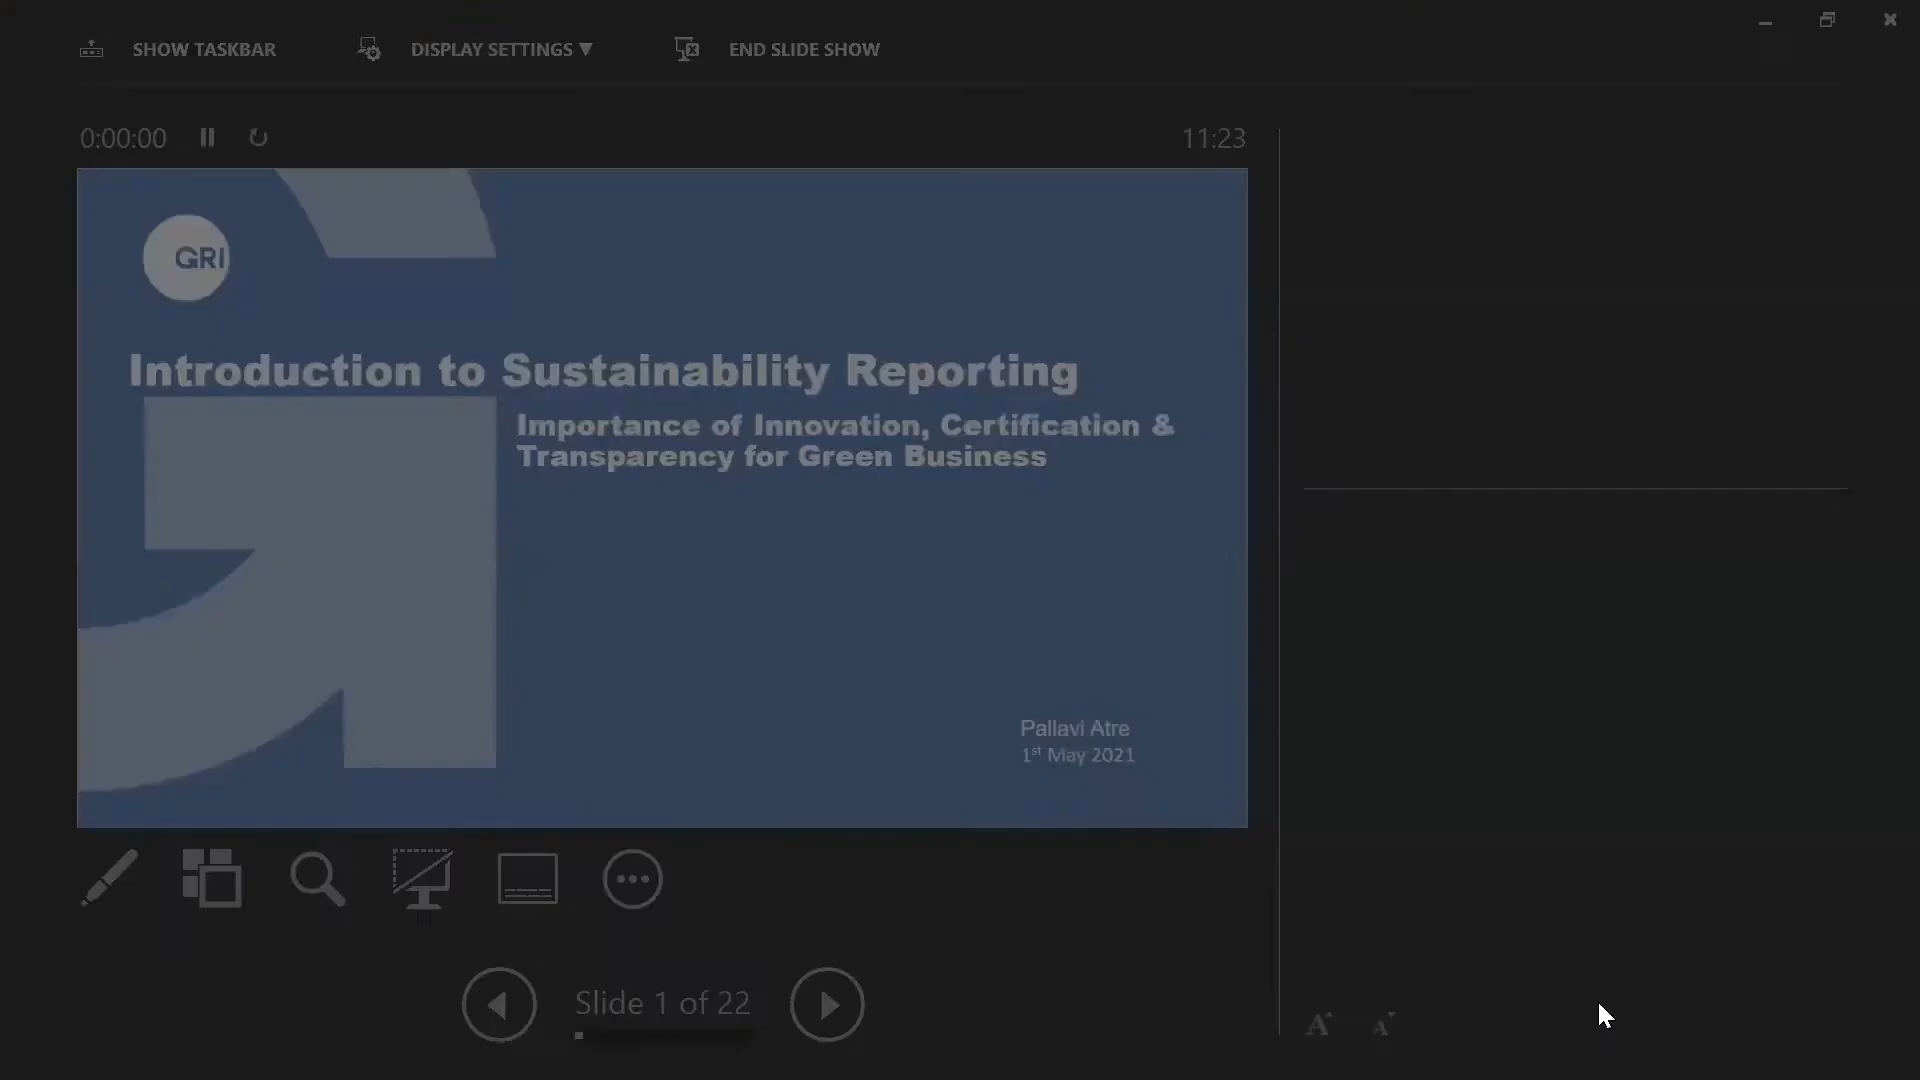 SHOW TASKBAR
DISPLAY SETTINGS ▼
END SLIDE SHOW
0:00:00
11:23
GRI
Introduction to Sustainability Reporting
Importance of Innovation, Certification &
Transparency for Green Business
Pallavi Atre
1st May 2021
Slide 1 of 22
A A